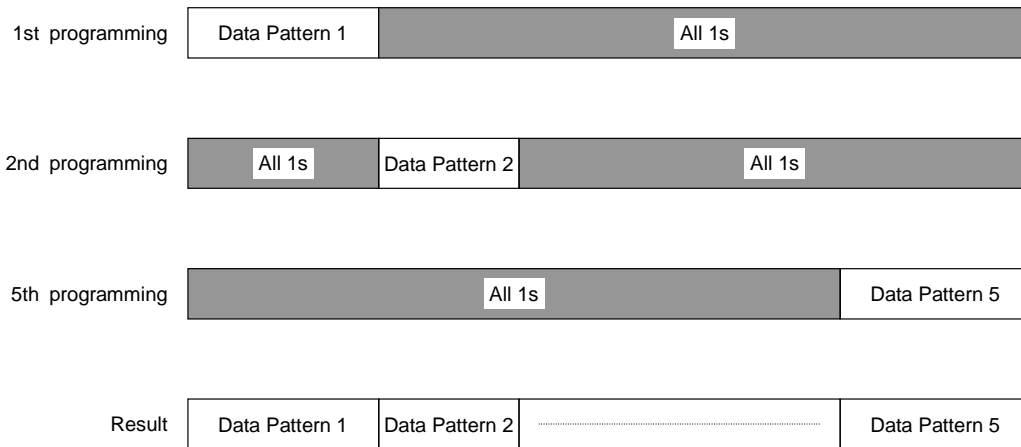 1st programming Data Pattern 1 All 1s
2nd programming All 1s Data Pattern 2 All 1s
5th programming All 1s Data Pattern 5
Result Data Pattern 1 Data Pattern 2 Data Pattern 5